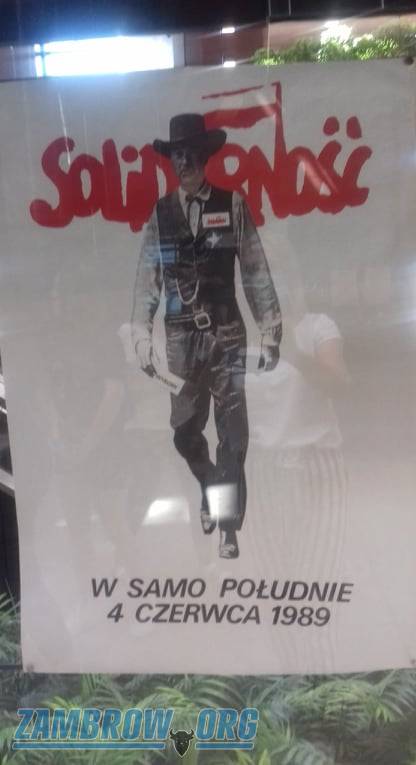 SOLIDARNOŚĆ
W SAMO POŁUDNIE
4 CZERWCA 1989
ZAMBROW.ORG